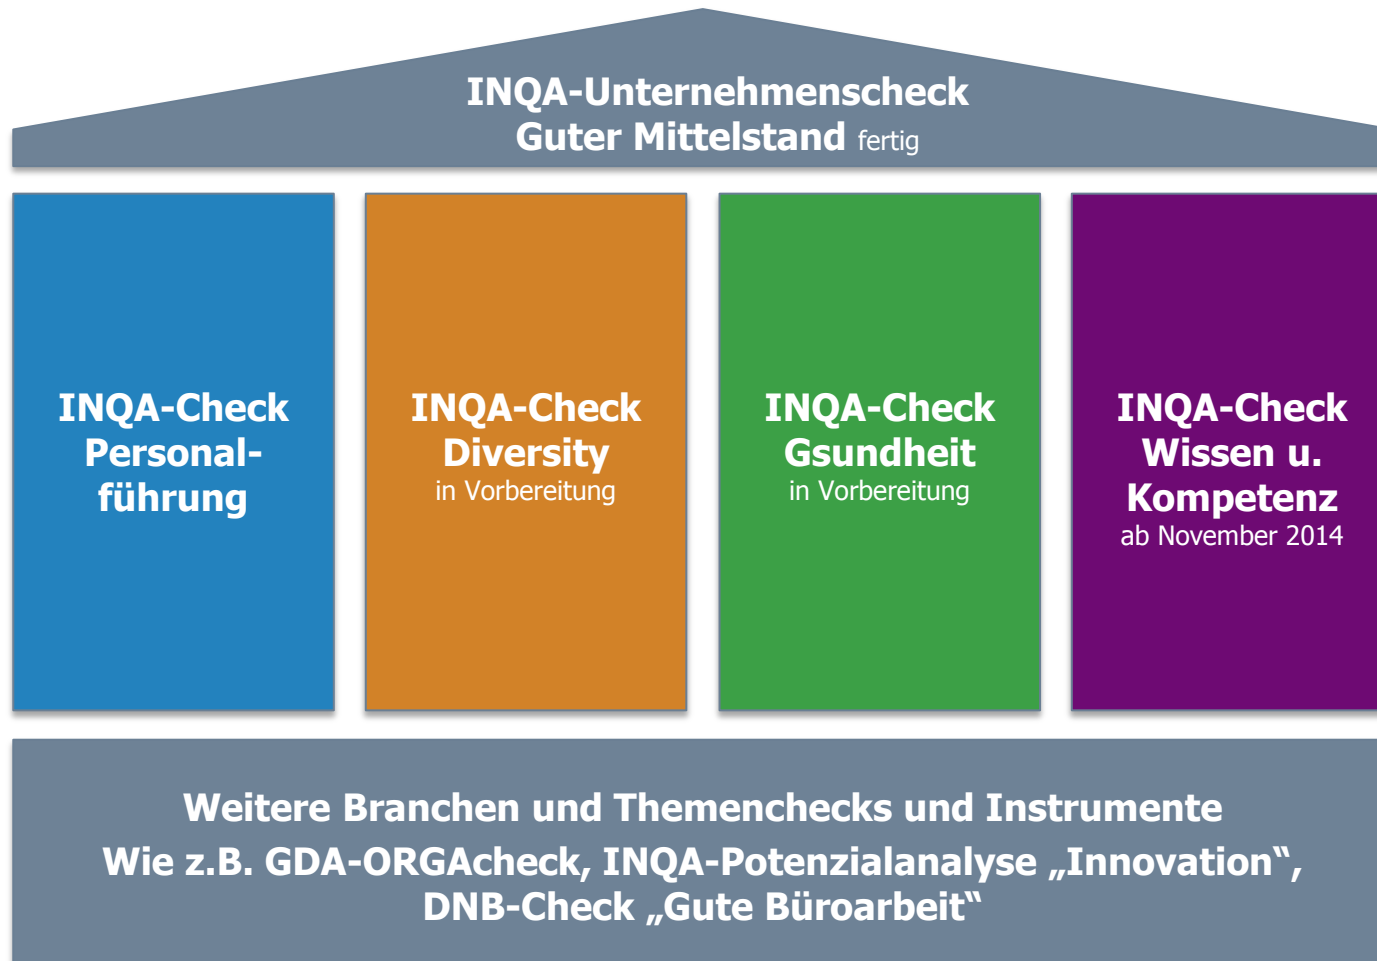 INQA-Unternehmenscheck
Guter Mittelstand fertig
INQA-Check
Personal-
führung
INQA-Check
Diversity
in Vorbereitung
INQA-Check
Gsundheit
in Vorbereitung
INQA-Check
Wissen u.
Kompetenz
ab November 2014
Weitere Branchen und Themenchecks und Instrumente
Wie z.B. GDA-ORGAcheck, INQA-Potenzialanalyse „Innovation“,
DNB-Check „Gute Büroarbeit“